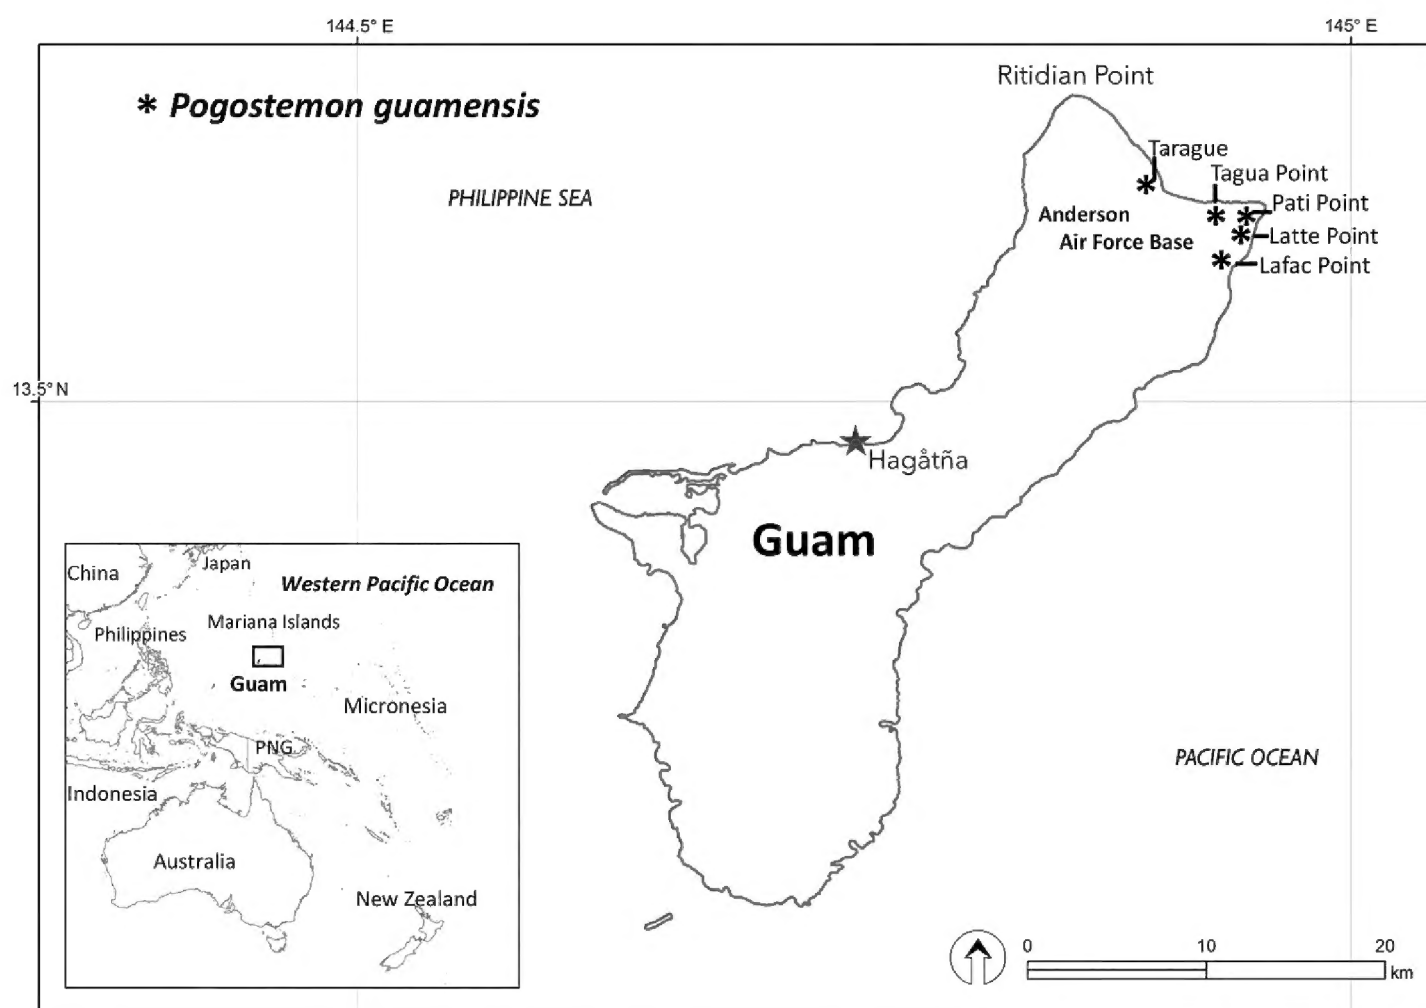 144.5° E
145° E
* Pogostemon guamensis
Ritidian Point
Tarague
Tagua Point
PHILIPPINE SEA
Pati Point
Anderson
Air Force Base
Latte Point
Lafac Point
13.5° N
Hagåtña
Guam
China
Japan
Western Pacific Ocean
Mariana Islands
Philippines
Guam
Micronesia
PNG
PACIFIC OCEAN
Indonesia
Australia
New Zealand
0 10 20
km